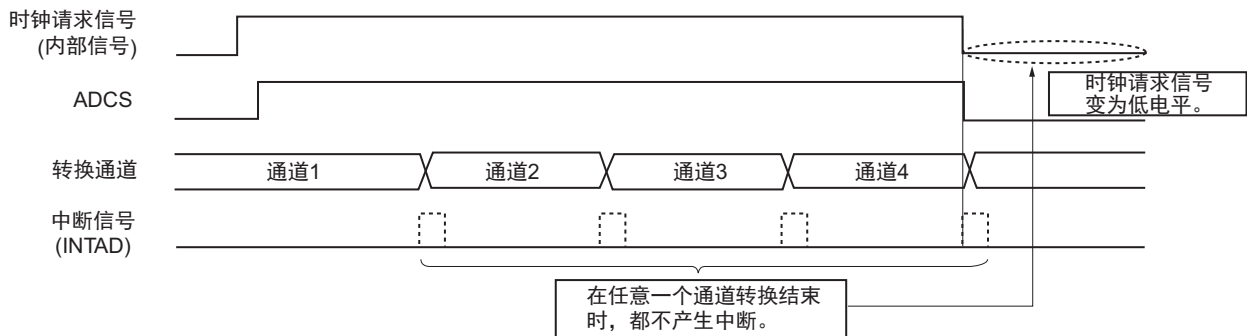 时钟请求信号
(内部信号)
时钟请求信号
变为低电平。
ADCS
转换通道
通道1
通道2
通道3
通道4
中断信号
(INTAD)
在任意一个通道转换结束
时，都不产生中断。